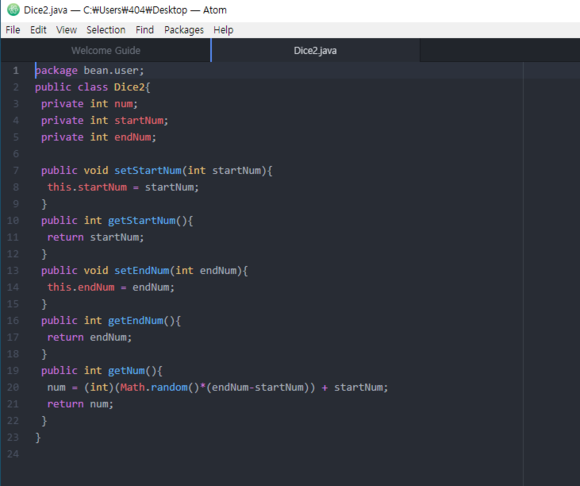 Dice2.java — C:₩Users₩404₩Desktop — Atom
File Edit View Selection Find Packages Help
Welcome Guide Dice2.java
1 package bean.user;
2 public class Dice2{
3 private int num;
4 private int startNum;
5 private int endNum;
6
7 public void setStartNum(int startNum){
8 this.startNum = startNum;
9 }
10 public int getStartNum(){
11 return startNum;
12 }
13 public void setEndNum(int endNum){
14 this.endNum = endNum;
15 }
16 public int getEndNum(){
17 return endNum;
18 }
19 public int getNum(){
20 num = (int)(Math.random()*(endNum-startNum)) + startNum;
21 return num;
22 }
23 }
24